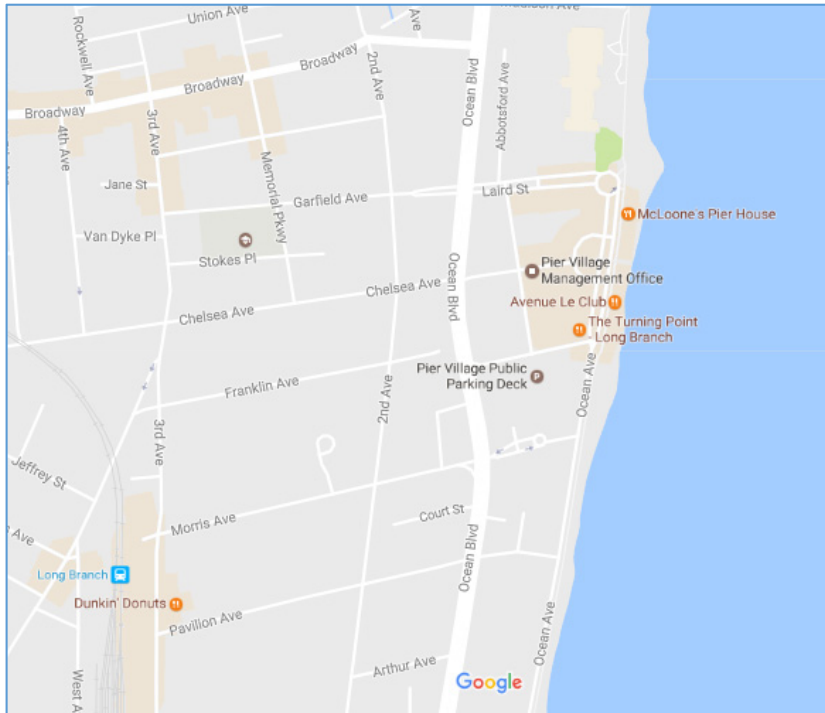 Union Ave
Ave
Madison Ave
Rockwell Ave
Broadway
Broadway
Broadway
2nd Ave
Ocean Blvd
Abbotsford Ave
4th Ave
3rd Ave
Memorial Pkwy
Jane St
Garfield Ave
Laird St
McLoone's Pier House
Van Dyke Pl
Stokes Pl
Pier Village
Management Office
Chelsea Ave
Chelsea Ave
Ocean Blvd
Avenue Le Club
The Turning Point
- Long Branch
Pier Village Public
Parking Deck
P
Franklin Ave
2nd Ave
Ocean Ave
3rd Ave
Jeffrey St
Morris Ave
Court St
Ave
Ocean Blvd
Long Branch
Dunkin' Donuts
Pavilion Ave
Ocean Ave
Arthur Ave
West A
Google